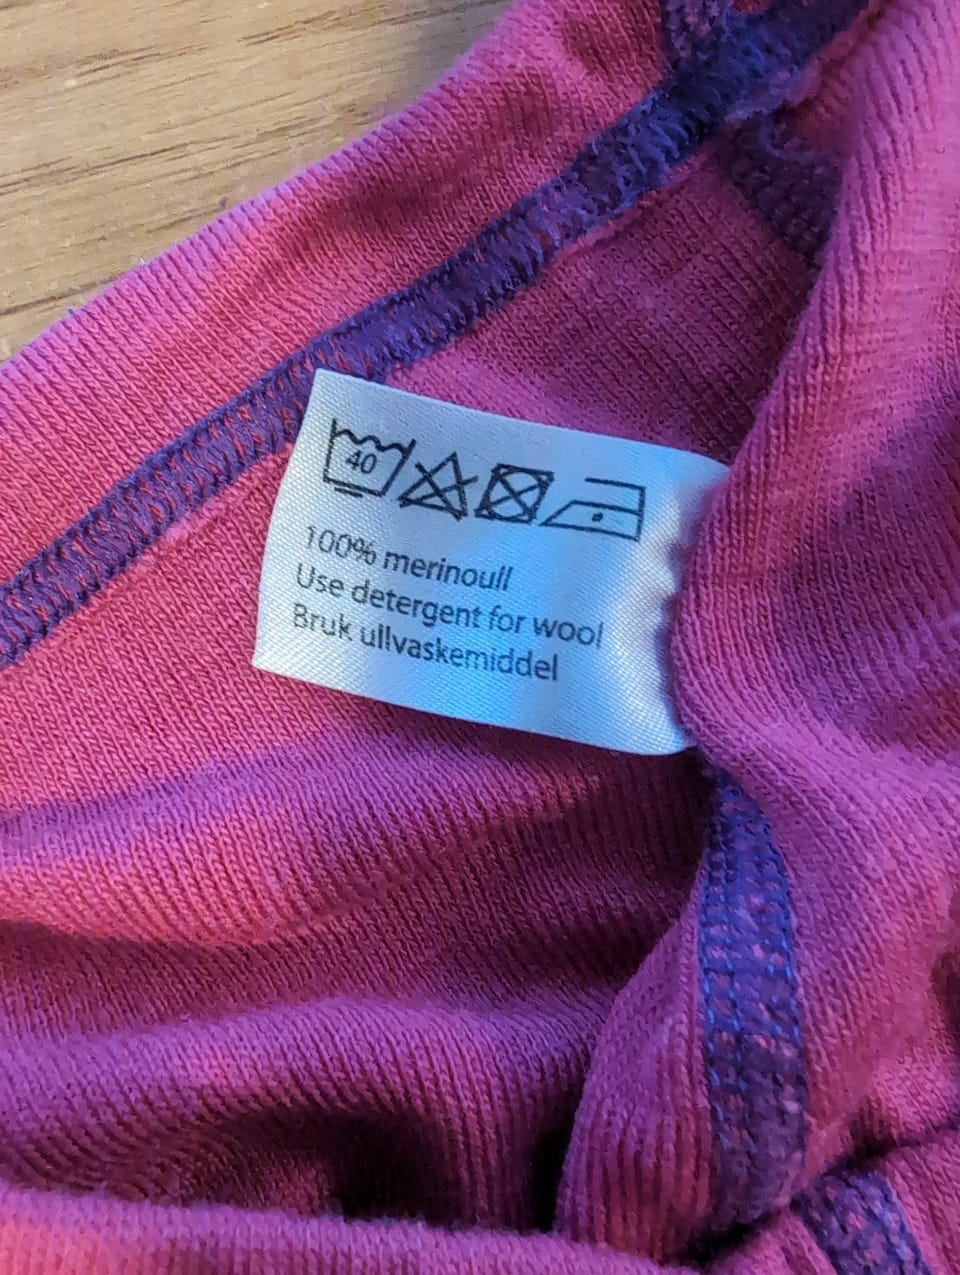 40
100% merinoull
Use detergent for wool
Bruk ullvaskemiddel